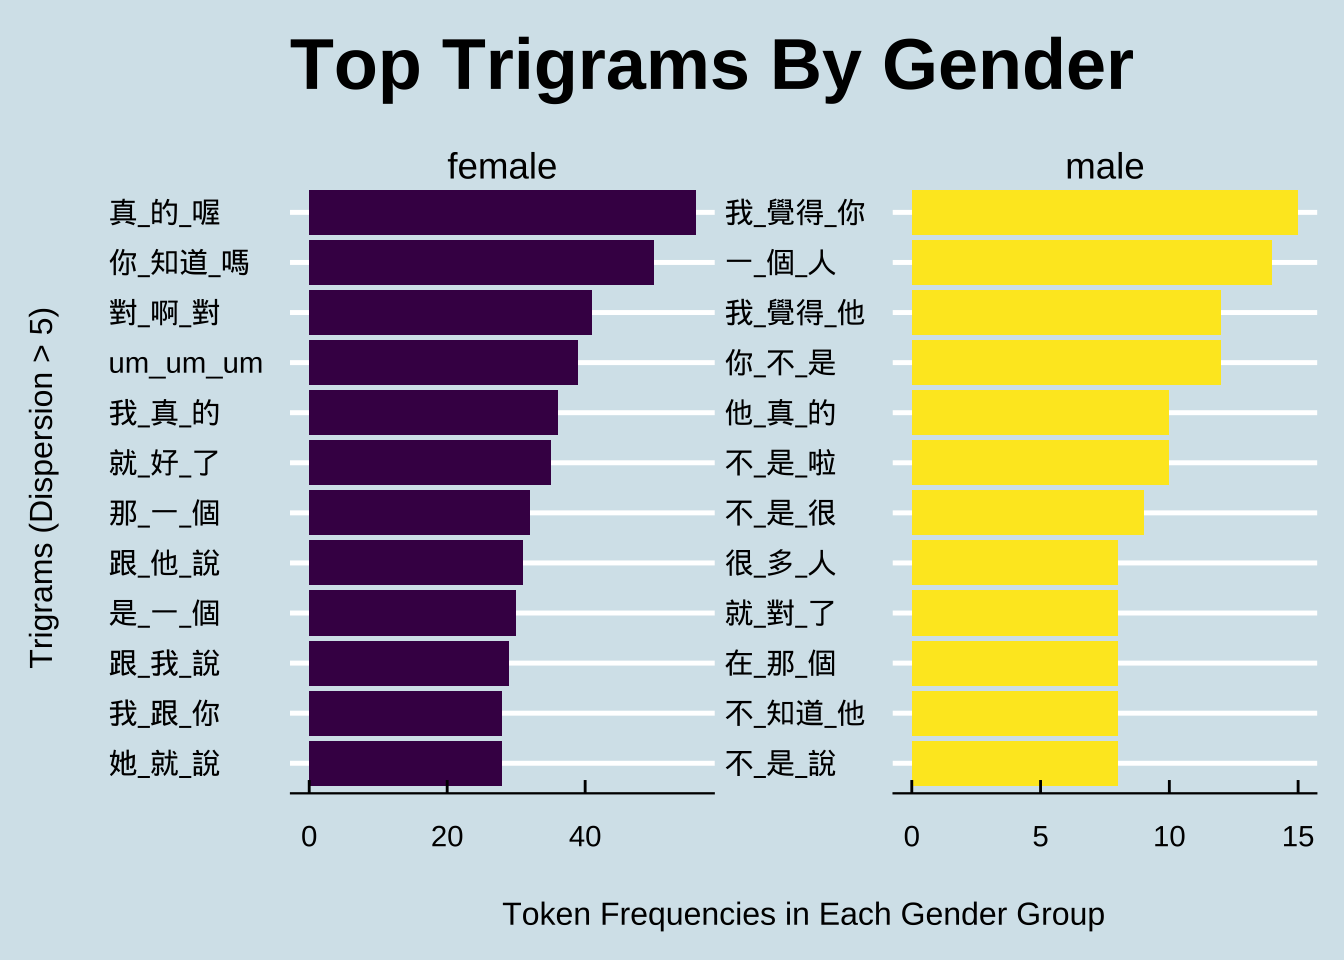 Top Trigrams By Gender
female
male
Trigrams (Dispersion > 5)
真_的_喔
你_知道_嗎
對_啊_對
um_um_um
我_真_的
就_好_了
那_一_個
跟_他_說
是_一_個
跟_我_說
我_跟_你
她_就_說
我_覺得_你
一_個_人
我_覺得_他
你_不_是
他_真_的
不_是_啦
不_是_很
很_多_人
就_對_了
在_那_個
不_知道_他
不_是_說
0 20 40
0 5 10 15
Token Frequencies in Each Gender Group